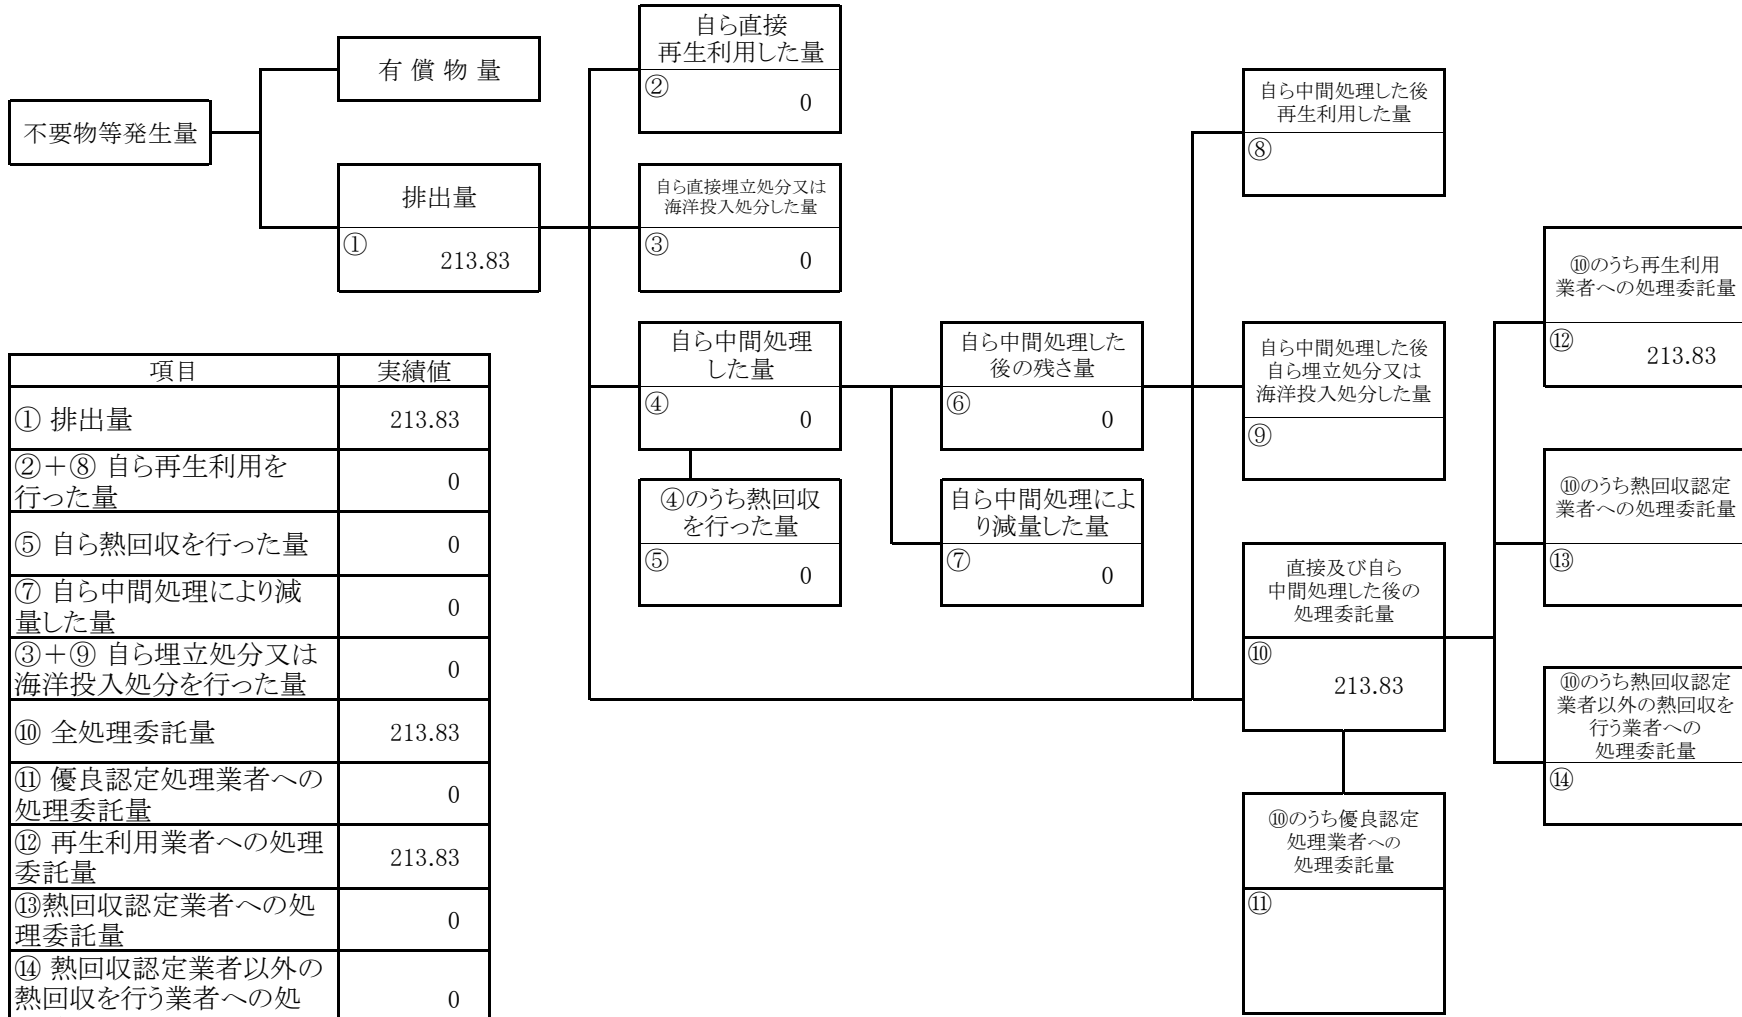 不要物等発生量
有 償 物 量
排出量
①
213.83
自ら直接
再生利用した量
②
0
自ら直接埋立処分又は
海洋投入処分した量
③
0
自ら中間処理
した量
④
0
④のうち熱回収
を行った量
⑤
0
自ら中間処理した
後の残さ量
⑥
0
自ら中間処理によ
り減量した量
⑦
0
自ら中間処理した後
再生利用した量
⑧
自ら中間処理した後
自ら埋立処分又は
海洋投入処分した量
⑨
直接及び自ら
中間処理した後の
処理委託量
⑩
213.83
⑩のうち優良認定
処理業者への
処理委託量
⑪
⑩のうち再生利用
業者への処理委託量
⑫
213.83
⑩のうち熱回収認定
業者への処理委託量
⑬
⑩のうち熱回収認定
業者以外の熱回収を
行う業者への
処理委託量
⑭
項目 実績値
① 排出量 213.83
②＋⑧ 自ら再生利用を
行った量 0
⑤ 自ら熱回収を行った量 0
⑦ 自ら中間処理により減
量した量 0
③＋⑨ 自ら埋立処分又は
海洋投入処分を行った量 0
⑩ 全処理委託量 213.83
⑪ 優良認定処理業者への
処理委託量 0
⑫ 再生利用業者への処理
委託量 213.83
⑬熱回収認定業者への処
理委託量 0
⑭ 熱回収認定業者以外の
熱回収を行う業者への処 0